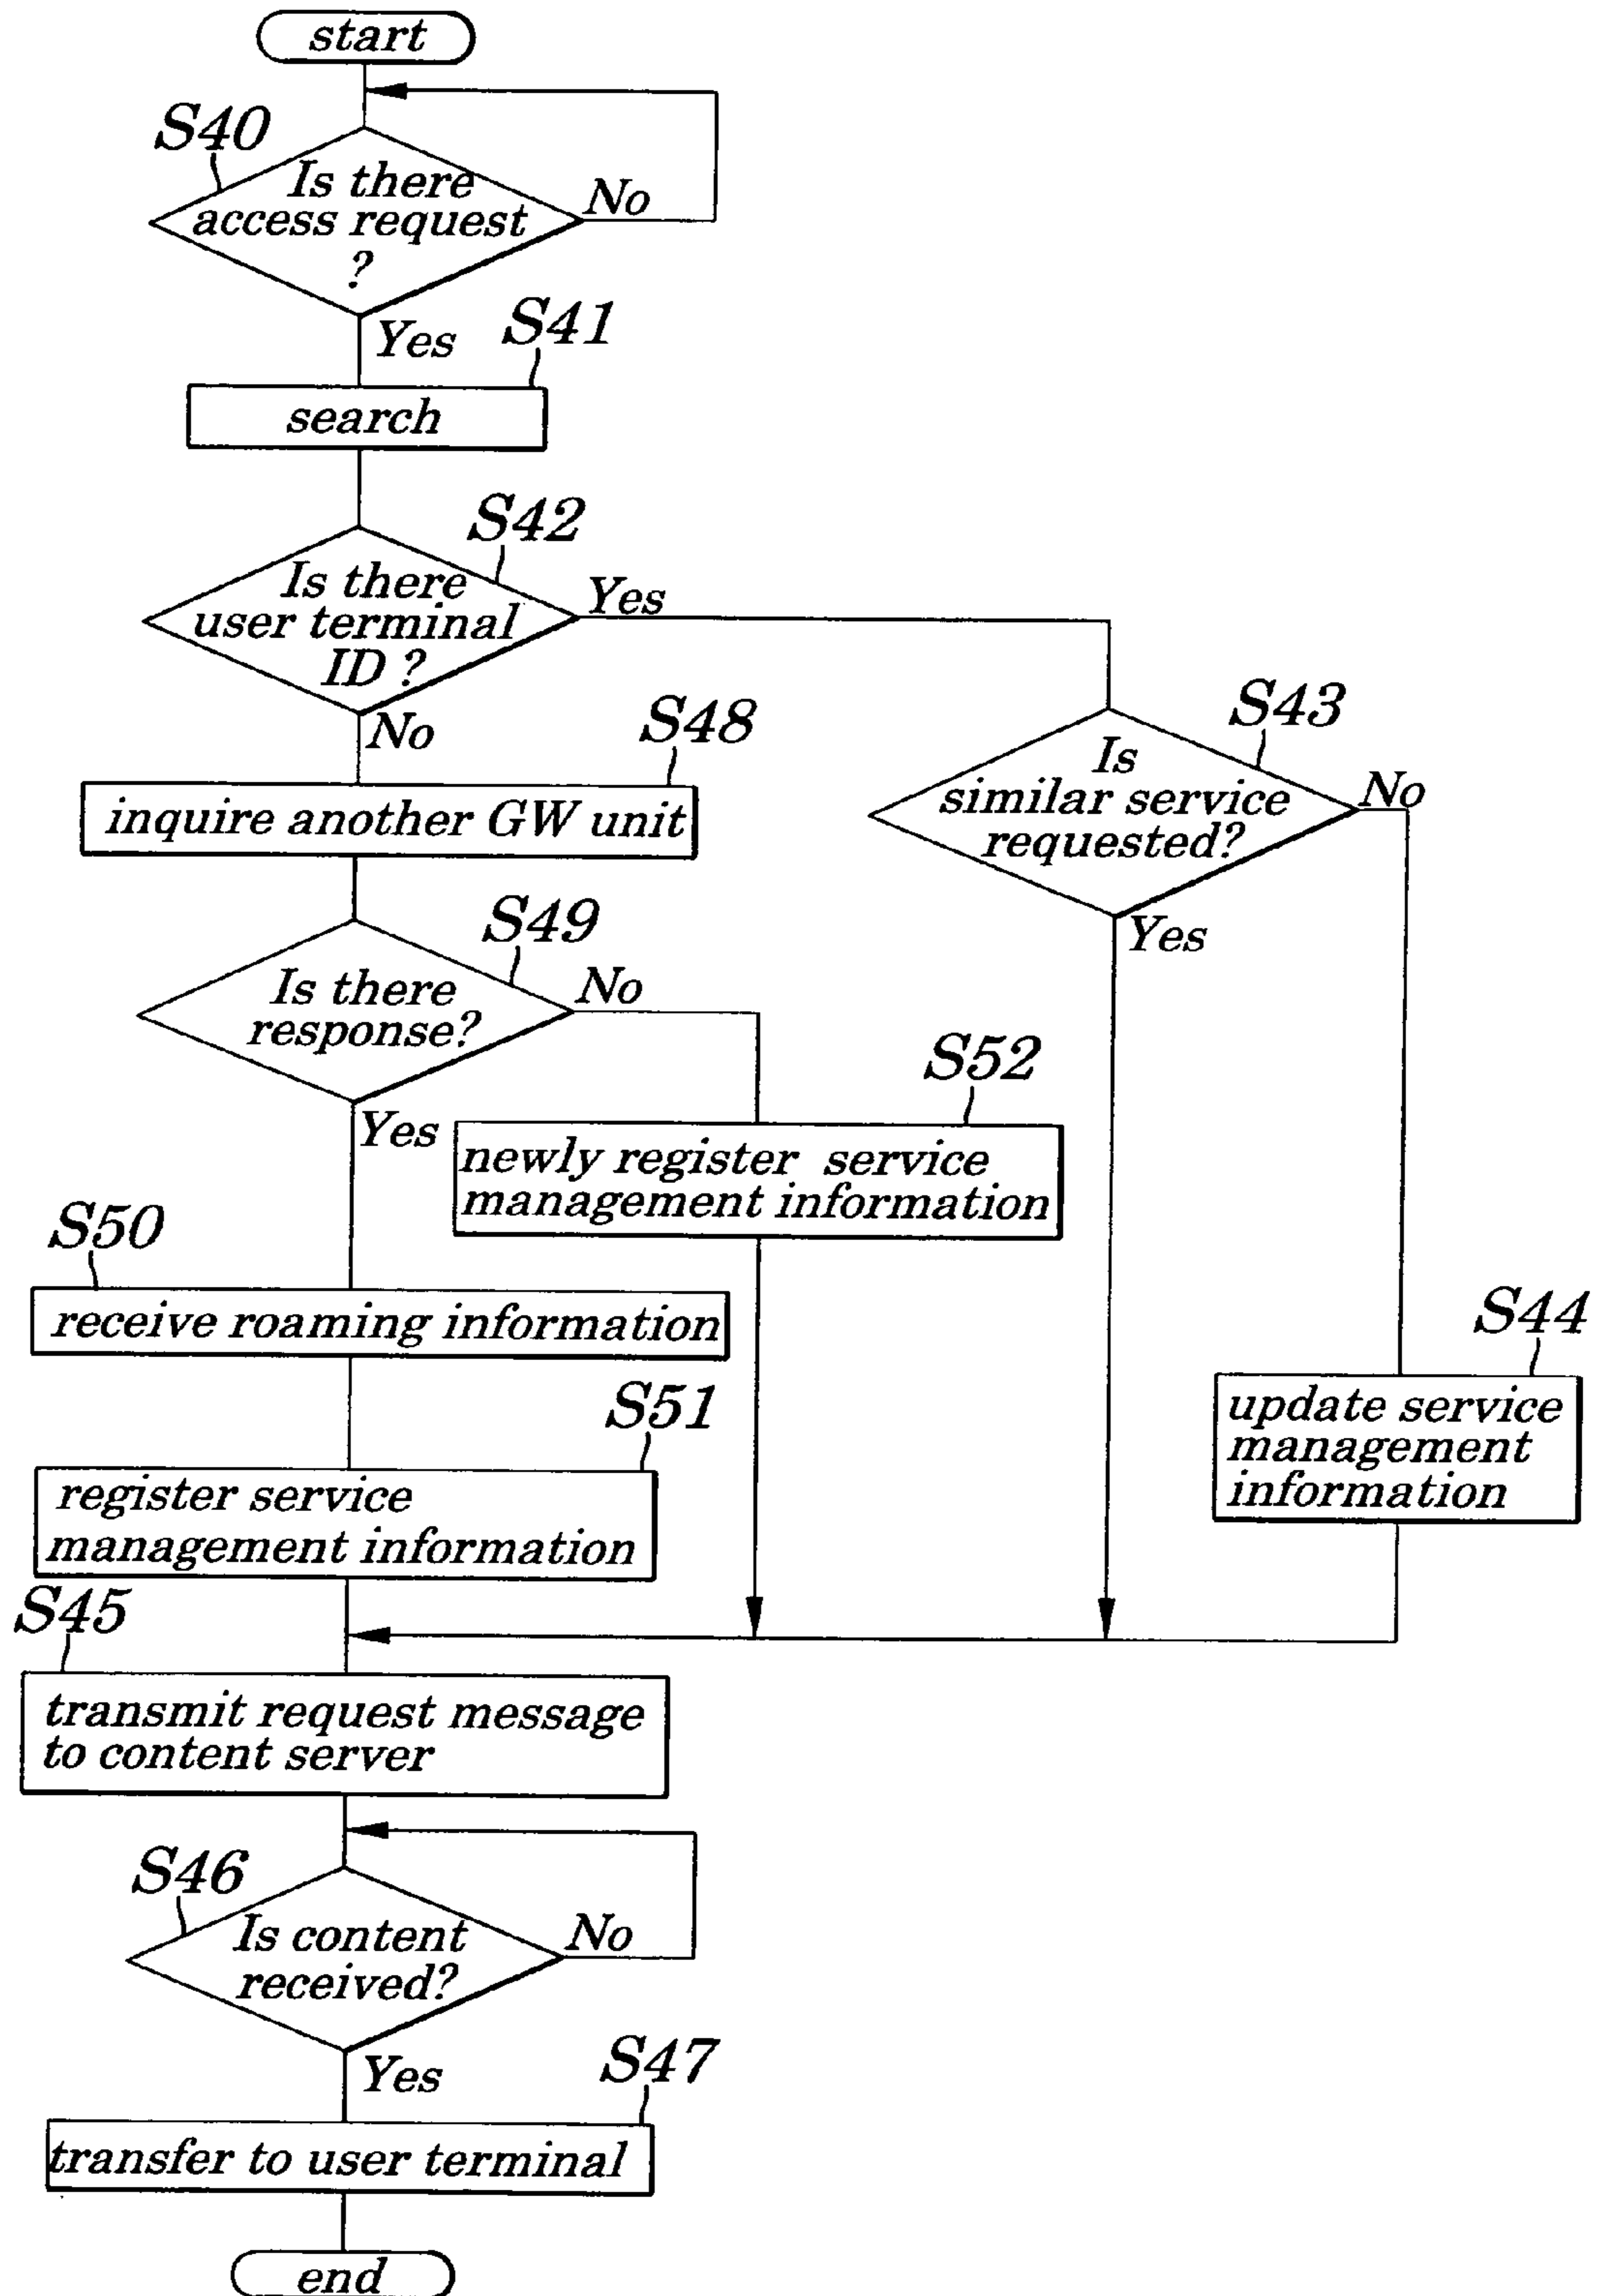 start
S40
Is there
access request
?
No
Yes
S41
search
S42
Is there
user terminal
ID ?
Yes
No
S43
Is
similar service
requested?
No
Yes
S48
inquire another GW unit
S49
Is there
response?
No
Yes
S52
newly register service
management information
S50
receive roaming information
S44
update service
management
information
S51
register service
management information
S45
transmit request message
to content server
S46
Is content
received?
No
Yes
S47
transfer to user terminal
end